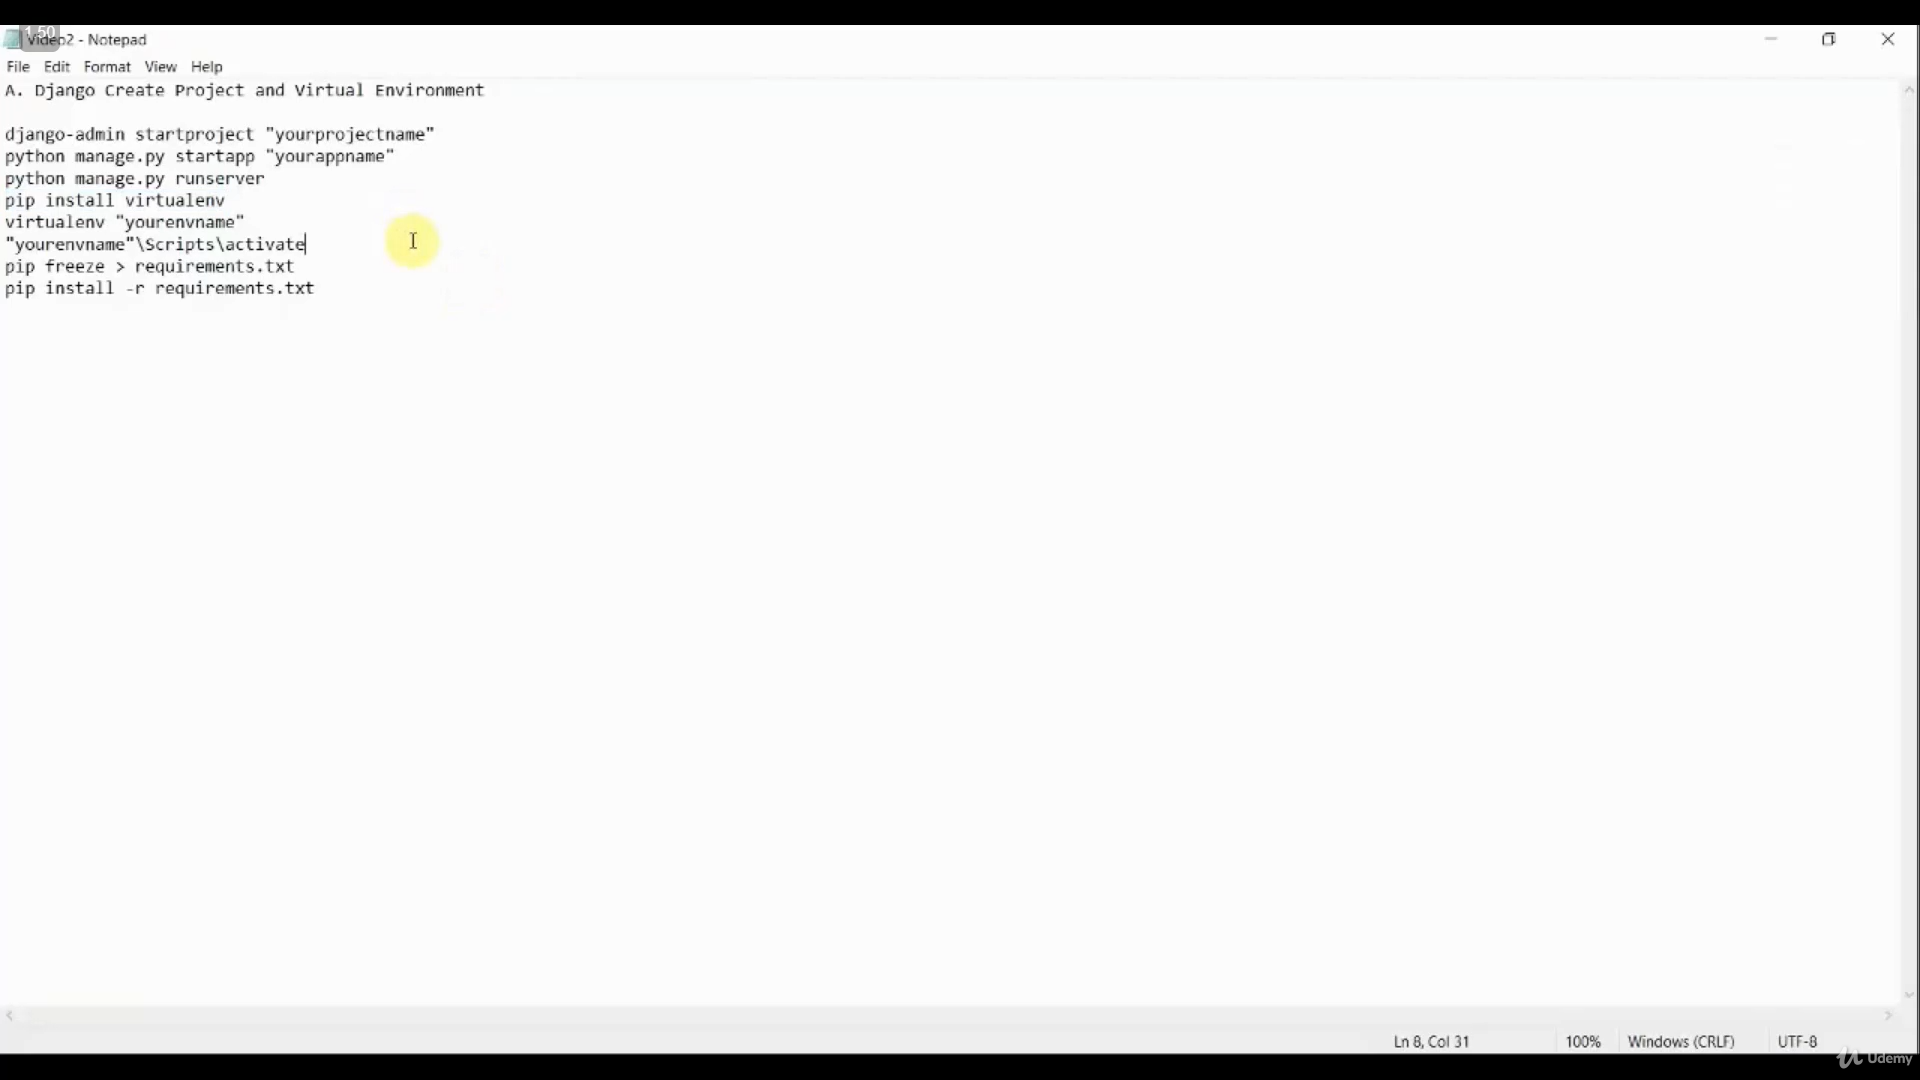 1.50
Video2 - Notepad
File Edit Format View Help
A. Django Create Project and Virtual Environment
django-admin startproject "yourprojectname"
python manage.py startapp "yourappname"
python manage.py runserver
pip install virtualenv
virtualenv "yourenvname"
"yourenvname"\Scripts\activate
pip freeze > requirements.txt
pip install -r requirements.txt
Ln 8, Col 31 100% Windows (CRLF) UTF-8
Udemy